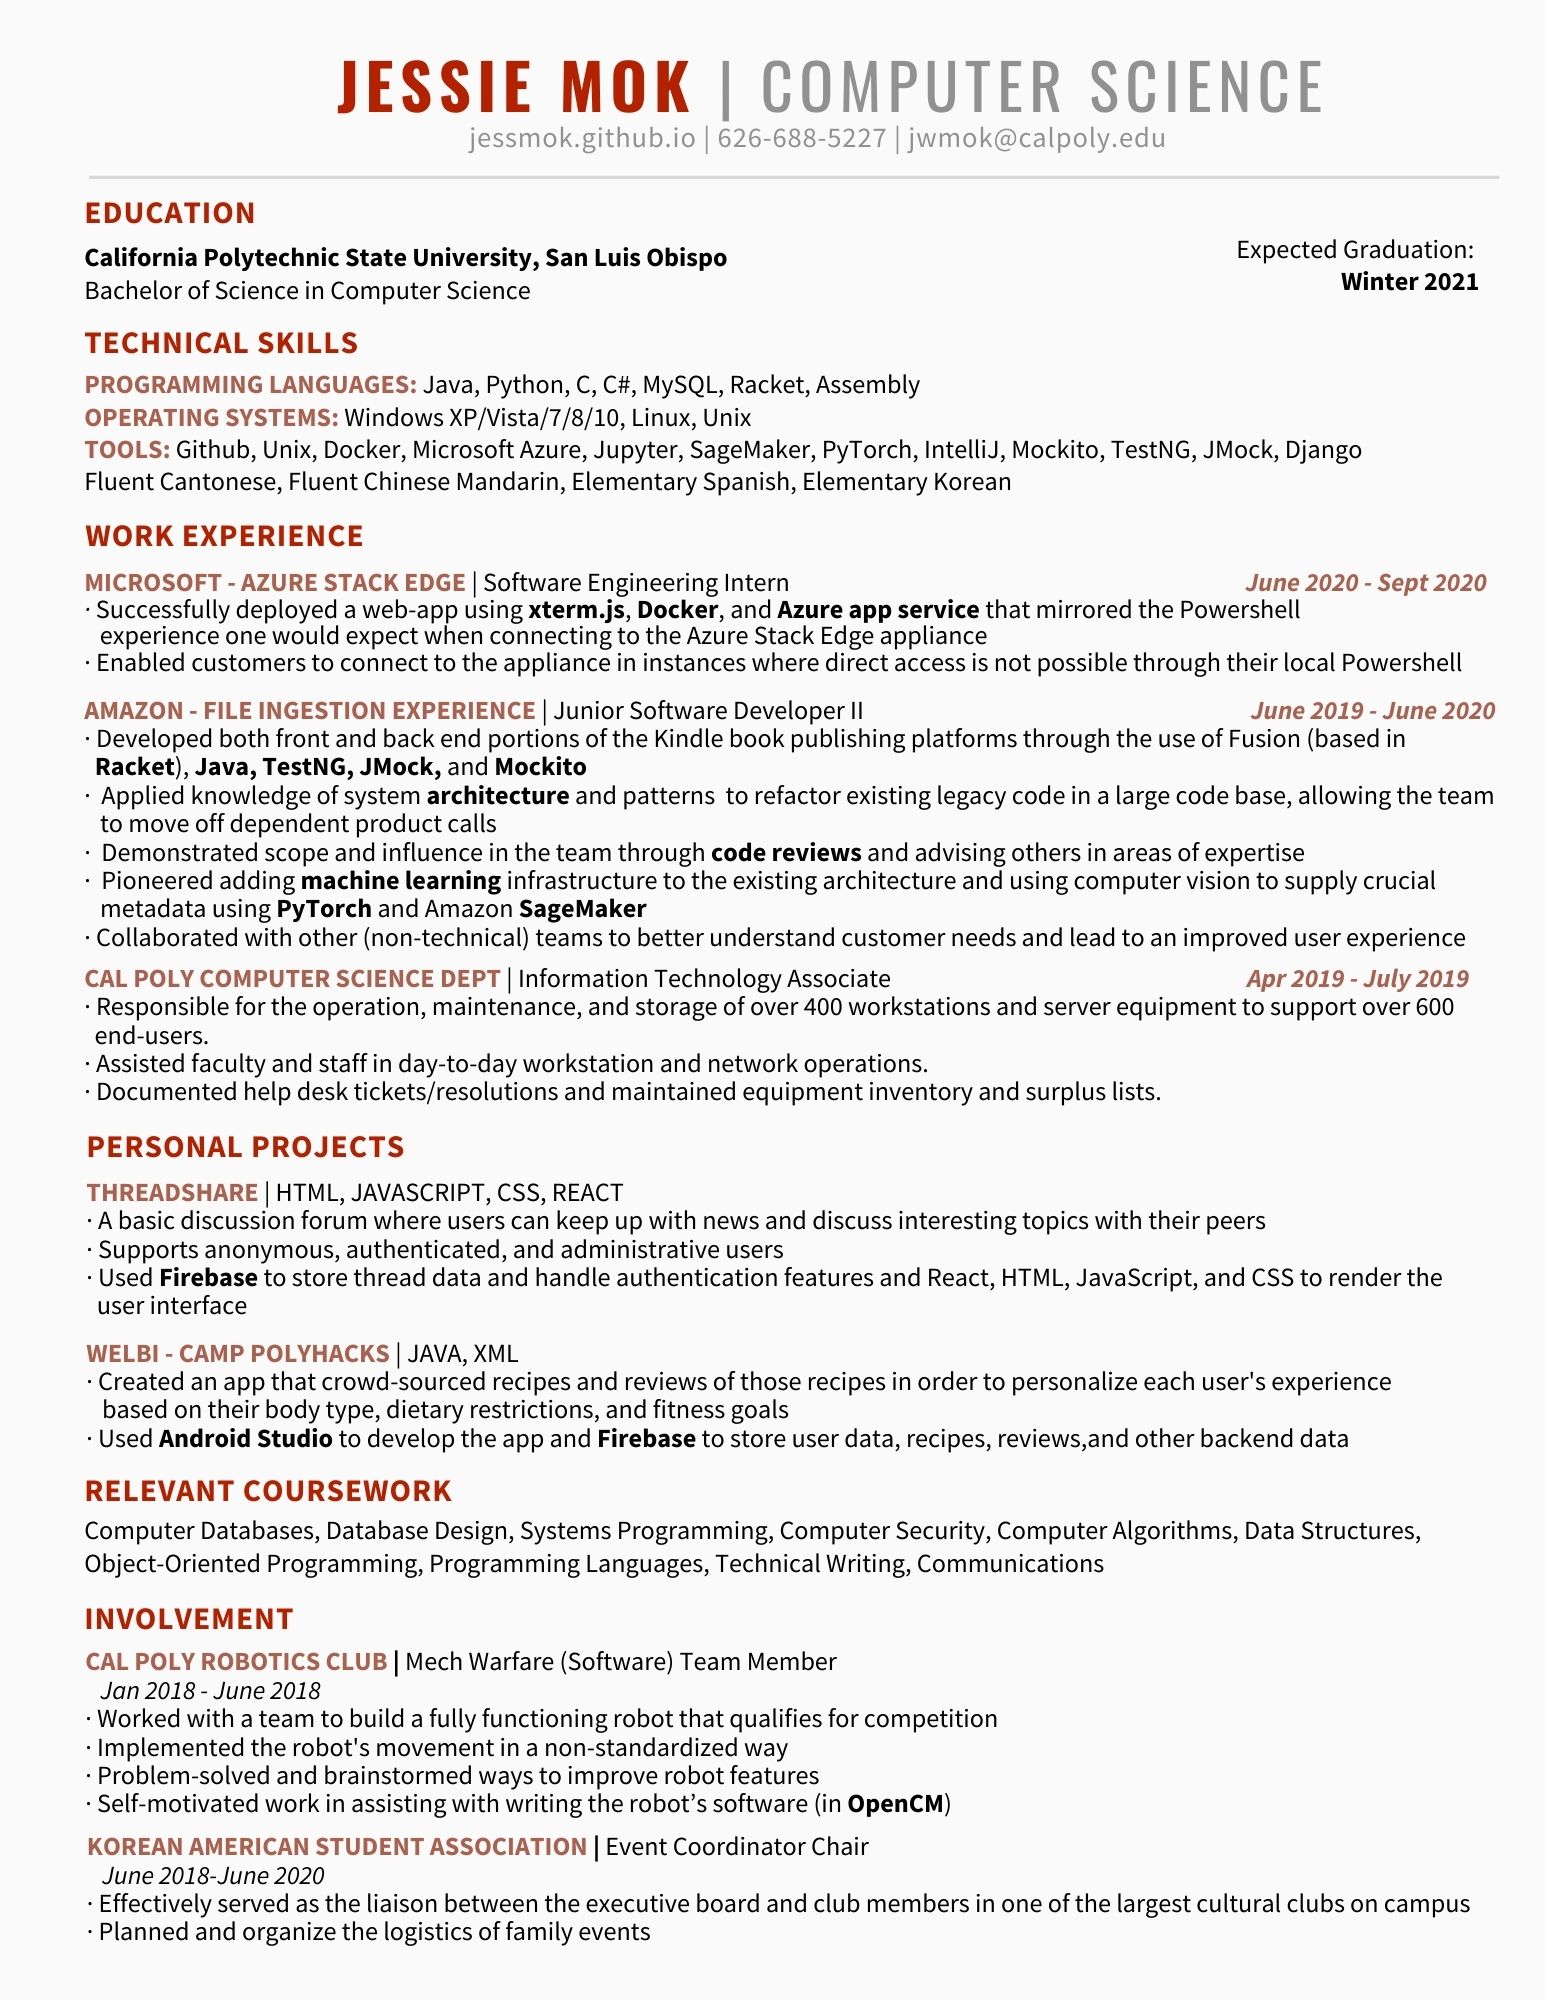 JESSIE MOK | COMPUTER SCIENCE
jessmok.github.io | 626-688-5227 | jwmok@calpoly.edu
EDUCATION
California Polytechnic State University, San Luis Obispo
Expected Graduation:
Bachelor of Science in Computer Science
Winter 2021
TECHNICAL SKILLS
PROGRAMMING LANGUAGES: Java, Python, C, C#, MySQL, Racket, Assembly
OPERATING SYSTEMS: Windows XP/Vista/7/8/10, Linux, Unix
TOOLS: Github, Unix, Docker, Microsoft Azure, Jupyter, SageMaker, PyTorch, IntelliJ, Mockito, TestNG, JMock, Django
Fluent Cantonese, Fluent Chinese Mandarin, Elementary Spanish, Elementary Korean
WORK EXPERIENCE
MICROSOFT - AZURE STACK EDGE | Software Engineering Intern June 2020 - Sept 2020
· Successfully deployed a web-app using xterm.js, Docker, and Azure app service that mirrored the Powershell
experience one would expect when connecting to the Azure Stack Edge appliance
· Enabled customers to connect to the appliance in instances where direct access is not possible through their local Powershell
AMAZON - FILE INGESTION EXPERIENCE | Junior Software Developer II June 2019 - June 2020
· Developed both front and back end portions of the Kindle book publishing platforms through the use of Fusion (based in
Racket), Java, TestNG, JMock, and Mockito
· Applied knowledge of system architecture and patterns to refactor existing legacy code in a large code base, allowing the team
to move off dependent product calls
· Demonstrated scope and influence in the team through code reviews and advising others in areas of expertise
· Pioneered adding machine learning infrastructure to the existing architecture and using computer vision to supply crucial
metadata using PyTorch and Amazon SageMaker
· Collaborated with other (non-technical) teams to better understand customer needs and lead to an improved user experience
CAL POLY COMPUTER SCIENCE DEPT | Information Technology Associate Apr 2019 - July 2019
· Responsible for the operation, maintenance, and storage of over 400 workstations and server equipment to support over 600
end-users.
· Assisted faculty and staff in day-to-day workstation and network operations.
· Documented help desk tickets/resolutions and maintained equipment inventory and surplus lists.
PERSONAL PROJECTS
THREADSHARE | HTML, JAVASCRIPT, CSS, REACT
· A basic discussion forum where users can keep up with news and discuss interesting topics with their peers
· Supports anonymous, authenticated, and administrative users
· Used Firebase to store thread data and handle authentication features and React, HTML, JavaScript, and CSS to render the
user interface
WELBI - CAMP POLYHACKS | JAVA, XML
· Created an app that crowd-sourced recipes and reviews of those recipes in order to personalize each user's experience
based on their body type, dietary restrictions, and fitness goals
· Used Android Studio to develop the app and Firebase to store user data, recipes, reviews,and other backend data
RELEVANT COURSEWORK
Computer Databases, Database Design, Systems Programming, Computer Security, Computer Algorithms, Data Structures,
Object-Oriented Programming, Programming Languages, Technical Writing, Communications
INVOLVEMENT
CAL POLY ROBOTICS CLUB | Mech Warfare (Software) Team Member
Jan 2018 - June 2018
· Worked with a team to build a fully functioning robot that qualifies for competition
· Implemented the robot's movement in a non-standardized way
· Problem-solved and brainstormed ways to improve robot features
· Self-motivated work in assisting with writing the robot’s software (in OpenCM)
KOREAN AMERICAN STUDENT ASSOCIATION | Event Coordinator Chair
June 2018-June 2020
· Effectively served as the liaison between the executive board and club members in one of the largest cultural clubs on campus
· Planned and organize the logistics of family events